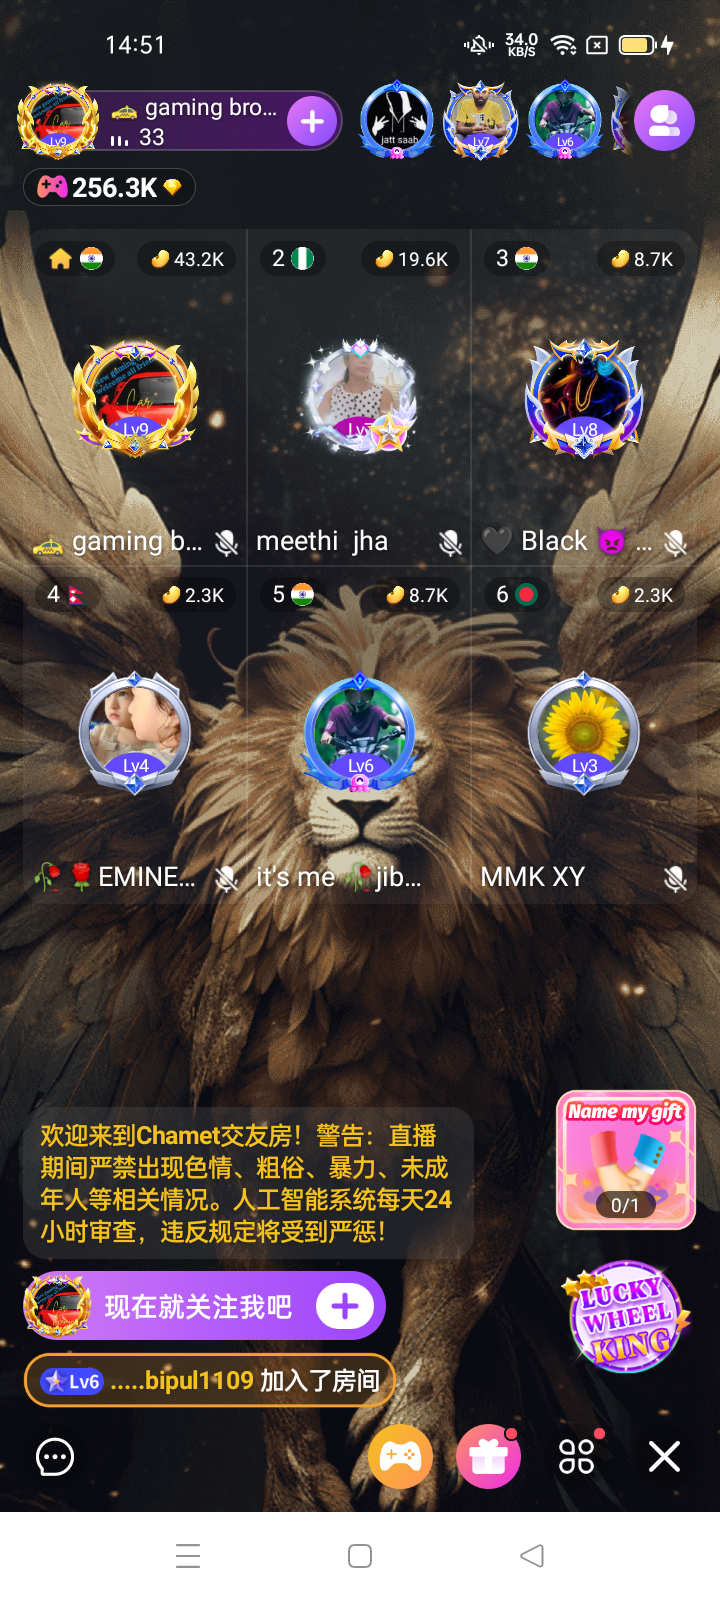 14:51
34.0
KB/S
gaming bro...
33
Lv9
jatt saab
Lv7
Lv6
256.3K
43.2K
2
19.6K
3
8.7K
new gaming
welcome all frie
Car
Lv9
Lv8
gaming b...
meethi jha
Black
...
4
2.3K
5
8.7K
6
2.3K
Lv4
Lv6
Lv3
EMINE...
it's me
jib...
MMK XY
欢迎来到Chamet交友房！警告：直播
期间严禁出现色情、粗俗、暴力、未成
年人等相关情况。人工智能系统每天24
小时审查，违反规定将受到严惩！
Name my gift
0/1
现在就关注我吧
LUCKY
WHEEL
KING
Lv6 .....bipul1109 加入了房间